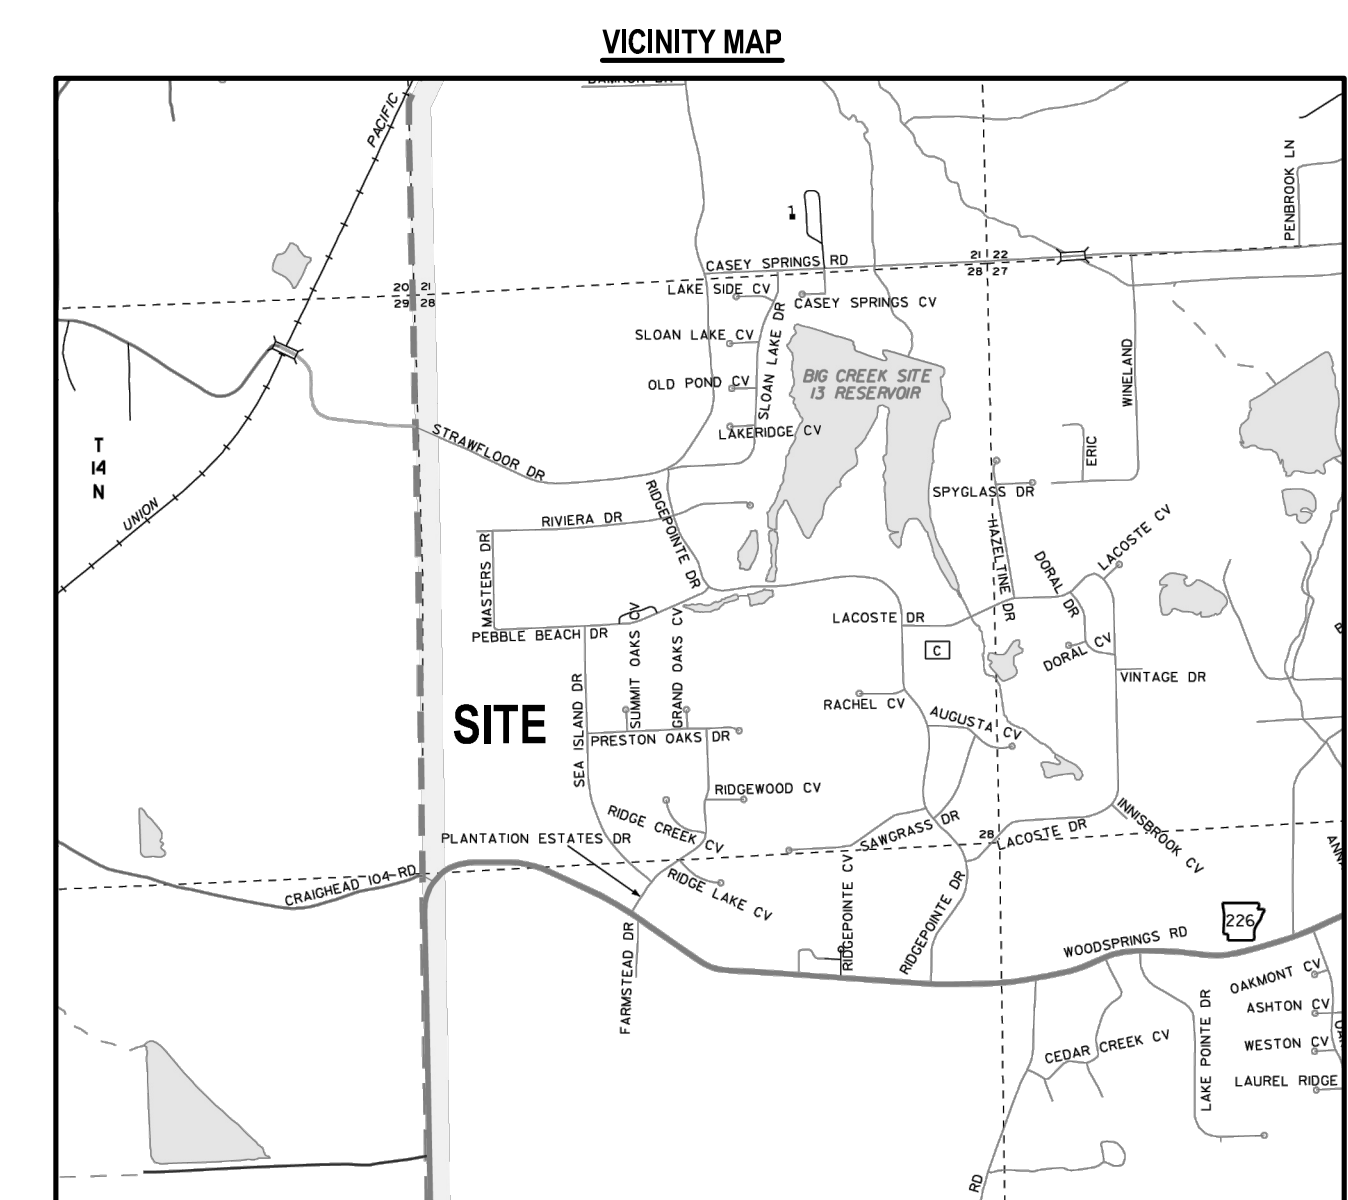 VICINITY MAP
DAMRON DR
PACIFIC
PENBROOK LN
1
CASEY SPRINGS RD
21 22
28 27
20 21
29 28
LAKE SIDE CV
CASEY SPRINGS CV
SLOAN LAKE CV
SLOAN LAKE DR
OLD POND CV
BIG CREEK SITE
13 RESERVOIR
WINELAND
LAKERIDGE CV
STRAWFLOOR DR
ERIC
T
14
N
UNION
SPYGLASS DR
RIDGEPOINTE DR
RIVIERA DR
MASTERS DR
HAZELTINE DR
DORAL DR
LACOSTE CV
LACOSTE DR
PEBBLE BEACH DR
SUMMIT OAKS CV
GRAND OAKS CV
C
DORAL CV
VINTAGE DR
SEA ISLAND DR
SITE
RACHEL CV
AUGUSTA CV
PRESTON OAKS DR
RIDGEWOOD CV
RIDGE CREEK CV
PLANTATION ESTATES DR
SAWGRASS DR
28
LACOSTE DR
INNISBROOK CV
CRAIGHEAD 104 RD
RIDGE LAKE CV
RIDGEPOINTE CV
RIDGEPOINTE DR
226
WOODSPRINGS RD
FARMSTEAD DR
OAKMONT CV
ASHTON CV
WESTON CV
LAUREL RIDGE
CEDAR CREEK CV
LAKE POINTE DR
RD